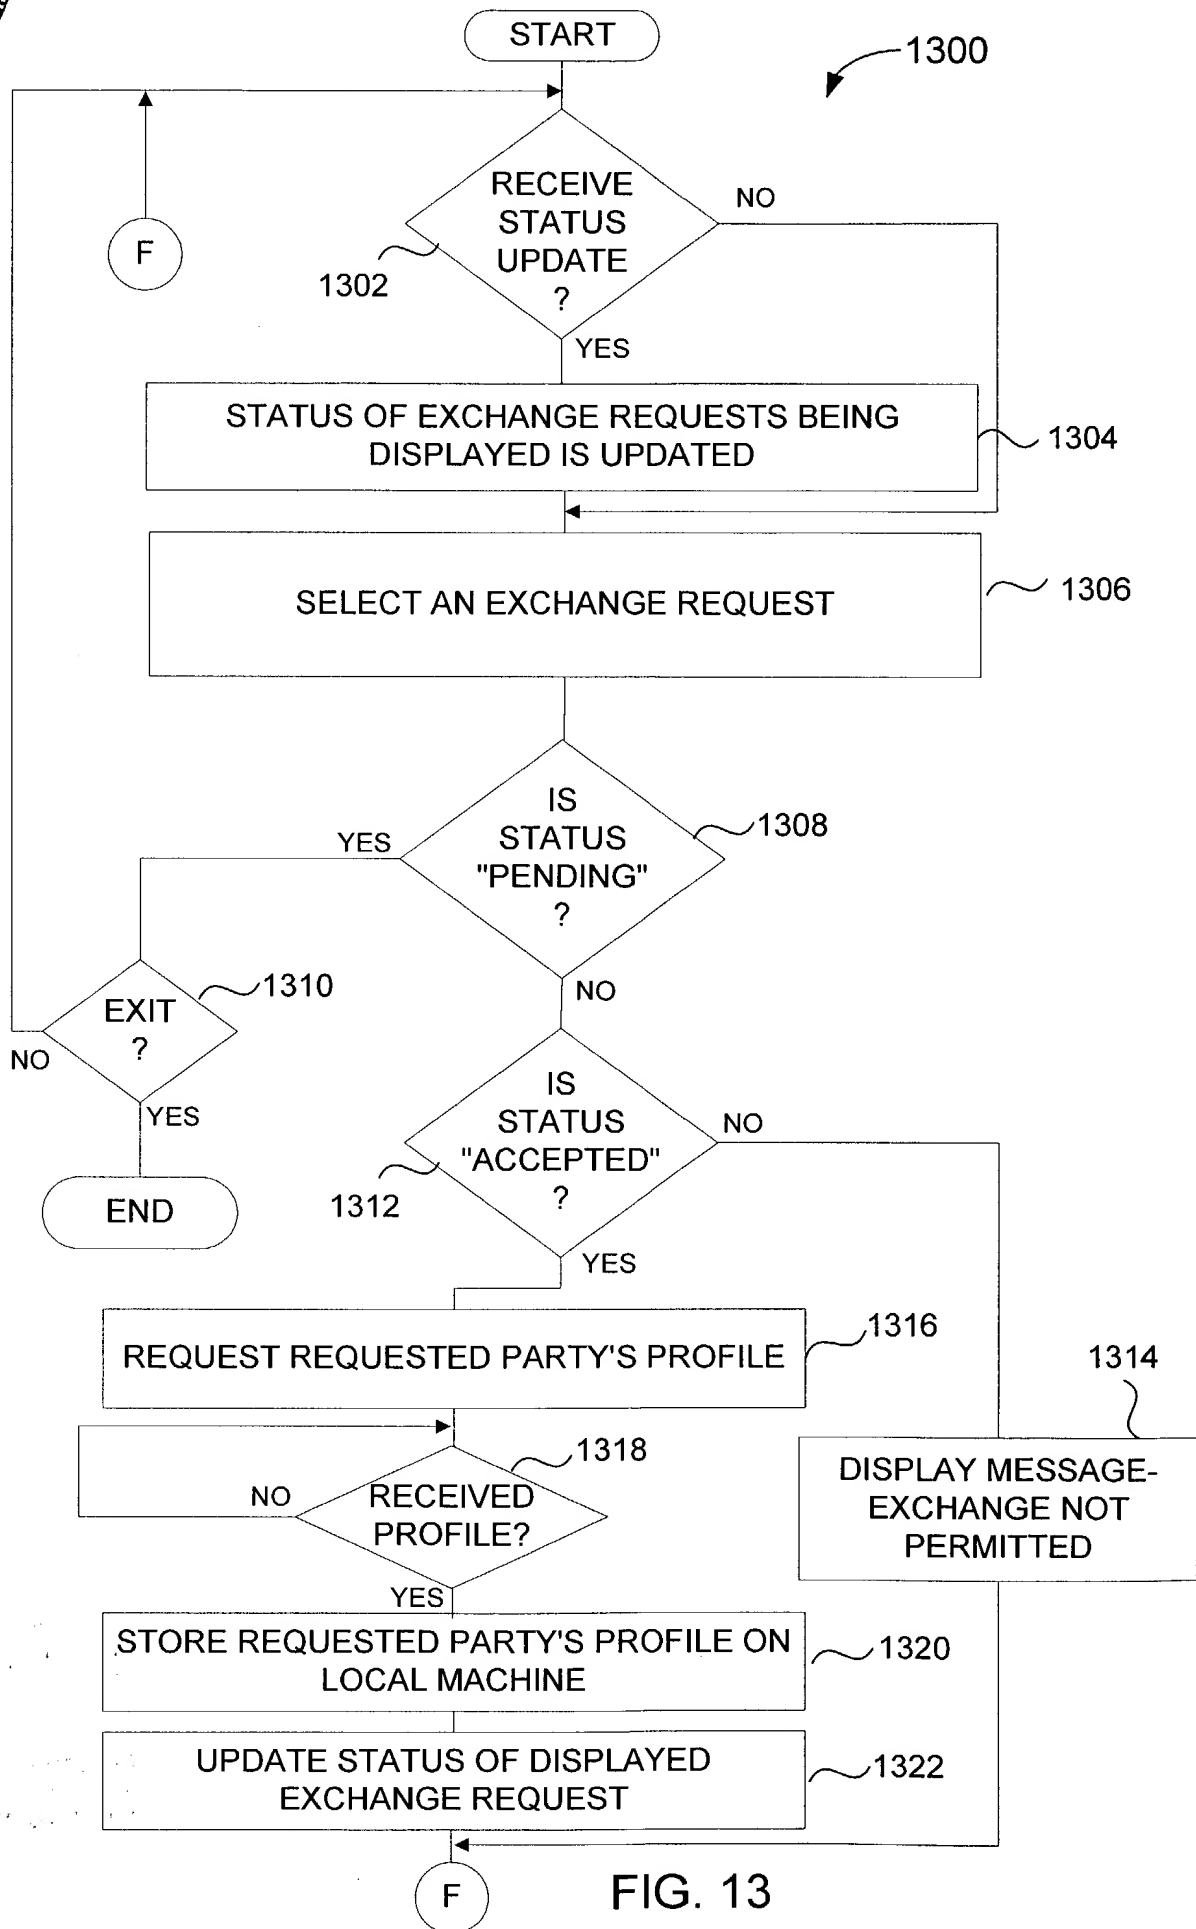 START
1300
RECEIVE
STATUS
UPDATE
?
NO
F
1302
YES
STATUS OF EXCHANGE REQUESTS BEING
DISPLAYED IS UPDATED
1304
SELECT AN EXCHANGE REQUEST
1306
IS
STATUS
"PENDING"
?
1308
YES
NO
EXIT
?
1310
NO
YES
END
IS
STATUS
"ACCEPTED"
?
NO
1312
YES
REQUEST REQUESTED PARTY'S PROFILE
1316
1314
RECEIVED
PROFILE?
1318
NO
YES
DISPLAY MESSAGE-
EXCHANGE NOT
PERMITTED
STORE REQUESTED PARTY'S PROFILE ON
LOCAL MACHINE
1320
UPDATE STATUS OF DISPLAYED
EXCHANGE REQUEST
1322
F
FIG. 13